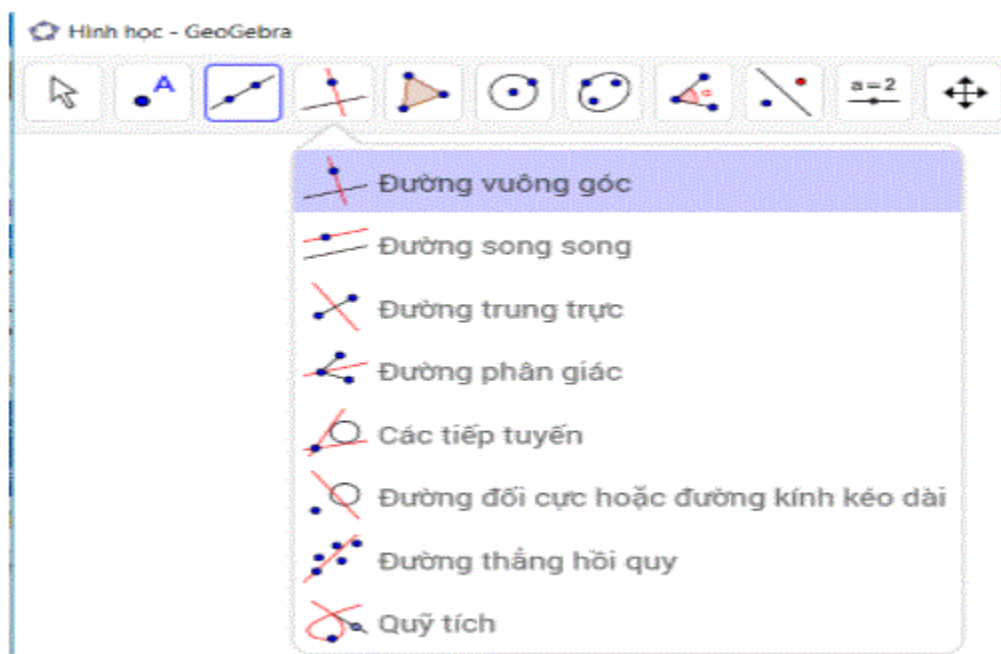 Hình học - GeoGebra
A
α
a=2
Đường vuông góc
Đường song song
Đường trung trực
Đường phân giác
Các tiếp tuyến
Đường đối cực hoặc đường kính kéo dài
Đường thẳng hồi quy
Quỹ tích